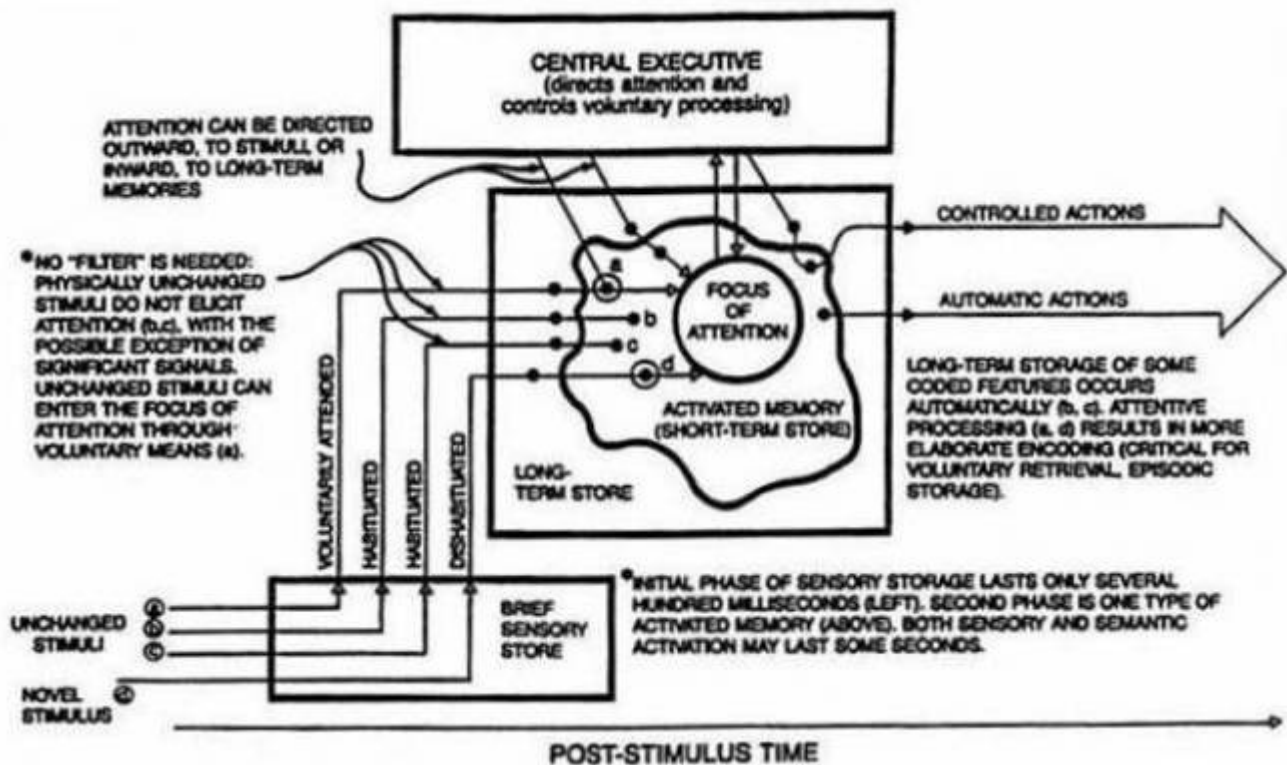 CENTRAL EXECUTIVE
(directs attention and
controls voluntary processing)
ATTENTION CAN BE DIRECTED
OUTWARD, TO STIMULI OR
INWARD, TO LONG-TERM
MEMORIES
*NO "FILTER" IS NEEDED:
PHYSICALLY UNCHANGED
STIMULI DO NOT ELICIT
ATTENTION (b,c), WITH THE
POSSIBLE EXCEPTION OF
SIGNIFICANT SIGNALS.
UNCHANGED STIMULI CAN
ENTER THE FOCUS OF
ATTENTION THROUGH
VOLUNTARY MEANS (a).
a
b
c
d
FOCUS
OF
ATTENTION
ACTIVATED MEMORY
(SHORT-TERM STORE)
LONG-
TERM STORE
CONTROLLED ACTIONS
AUTOMATIC ACTIONS
LONG-TERM STORAGE OF SOME
CODED FEATURES OCCURS
AUTOMATICALLY (b, c). ATTENTIVE
PROCESSING (a, d) RESULTS IN MORE
ELABORATE ENCODING (CRITICAL FOR
VOLUNTARY RETRIEVAL, EPISODIC
STORAGE).
VOLUNTARILY ATTENDED
HABITUATED
HABITUATED
DISHABITUATED
UNCHANGED
STIMULI
a
b
c
NOVEL d
STIMULUS
BRIEF
SENSORY
STORE
*INITIAL PHASE OF SENSORY STORAGE LASTS ONLY SEVERAL
HUNDRED MILLISECONDS (LEFT). SECOND PHASE IS ONE TYPE OF
ACTIVATED MEMORY (ABOVE). BOTH SENSORY AND SEMANTIC
ACTIVATION MAY LAST SOME SECONDS.
POST-STIMULUS TIME